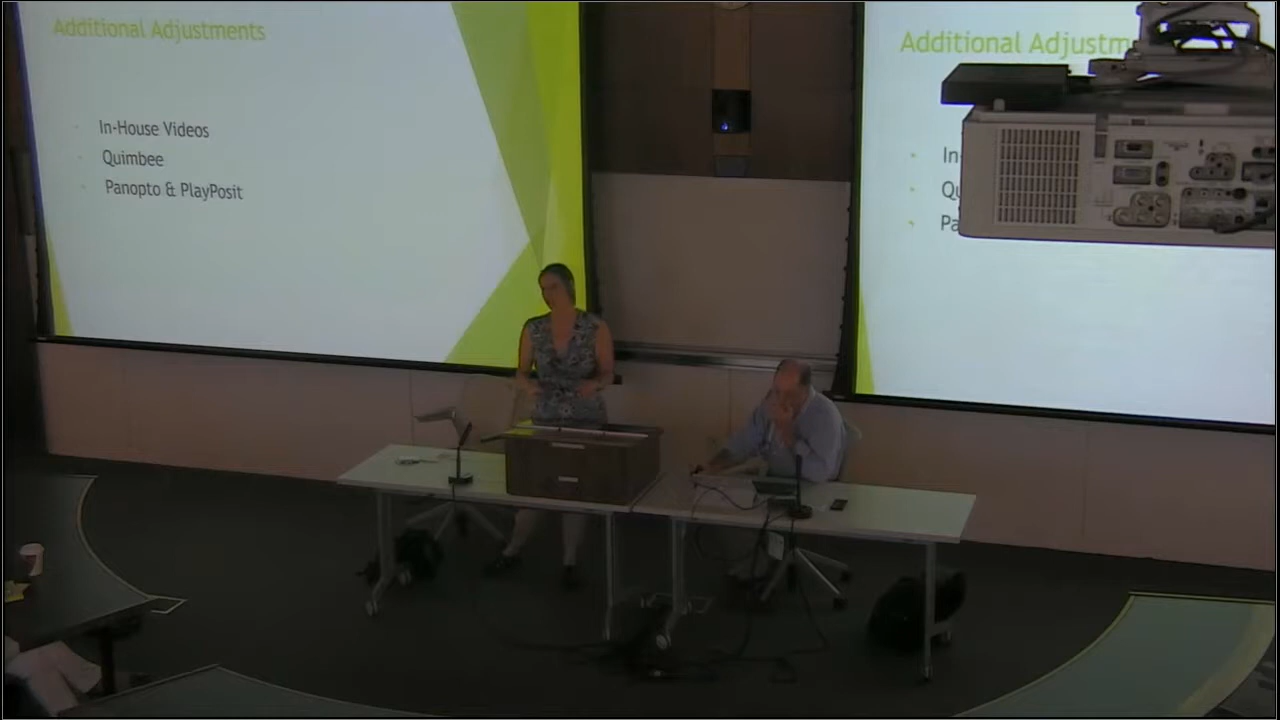 Additional Adjustments
In-House Videos
Quimbee
Panopto & PlayPosit
Additional Adjustm
In
Qu
Pa